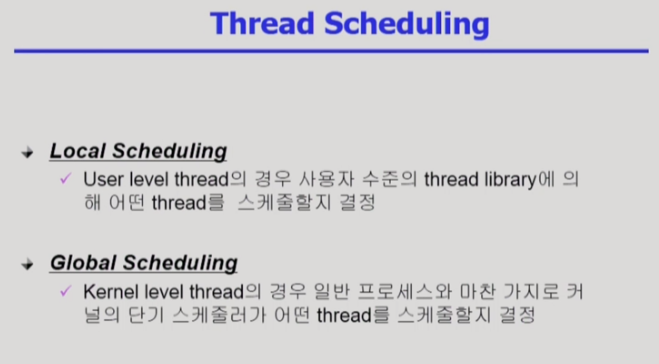 Thread Scheduling
Local Scheduling
✓ User level thread의 경우 사용자 수준의 thread library에 의
해 어떤 thread를 스케줄할지 결정
Global Scheduling
✓ Kernel level thread의 경우 일반 프로세스와 마찬 가지로 커
널의 단기 스케줄러가 어떤 thread를 스케줄할지 결정